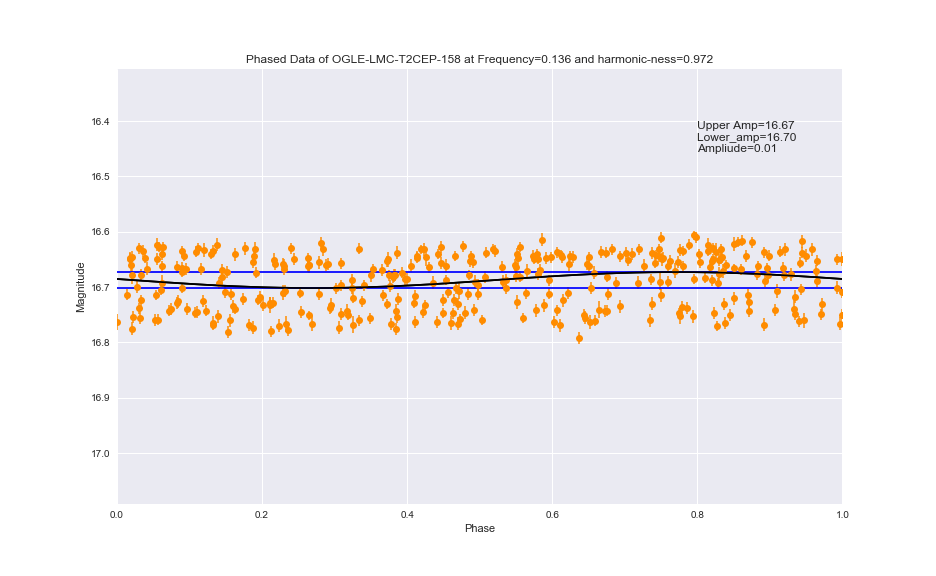 Phased Data of OGLE-LMC-T2CEP-158 at Frequency=0.136 and harmonic-ness=0.972
16.4
Upper Amp=16.67
Lower_amp=16.70
Ampliude=0.01
16.5
16.6
Magnitude
16.7
16.8
16.9
17.0
0.0 0.2 0.4 0.6 0.8 1.0
Phase